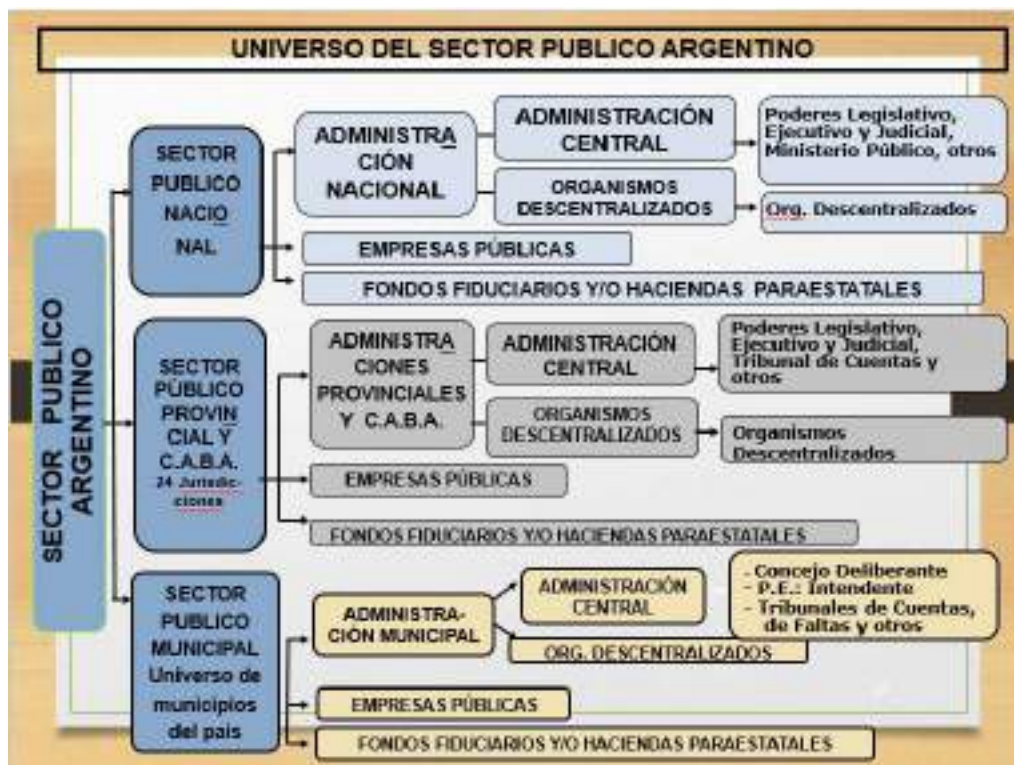 UNIVERSO DEL SECTOR PUBLICO ARGENTINO
SECTOR PUBLICO
ARGENTINO
SECTOR
PUBLICO
NACIO
NAL
ADMINISTRA
CIÓN
NACIONAL
ADMINISTRACIÓN
CENTRAL
Poderes Legislativo,
Ejecutivo y Judicial,
Ministerio Público, otros
ORGANISMOS
DESCENTRALIZADOS
Org. Descentralizados
EMPRESAS PÚBLICAS
FONDOS FIDUCIARIOS Y/O HACIENDAS PARAESTATALES
SECTOR
PÚBLICO
PROVIN
CIAL Y
C.A.B.A.
24 Jurisdic-
ciones
ADMINISTRA
CIONES
PROVINCIALES
Y C.A.B.A.
ADMINISTRACIÓN
CENTRAL
Poderes Legislativo,
Ejecutivo y Judicial,
Tribunal de Cuentas y
otros
ORGANISMOS
DESCENTRALIZADOS
Organismos
Descentralizados
EMPRESAS PÚBLICAS
FONDOS FIDUCIARIOS Y/O HACIENDAS PARAESTATALES
SECTOR
PUBLICO
MUNICIPAL
Universo de
municipios
del pais
ADMINISTRA-
CIÓN MUNICIPAL
ADMINISTRACIÓN
CENTRAL
- Concejo Deliberante
- P.E.: Intendente
- Tribunales de Cuentas,
de Faltas y otros
ORG. DESCENTRALIZADOS
EMPRESAS PÚBLICAS
FONDOS FIDUCIARIOS Y/O HACIENDAS PARAESTATALES